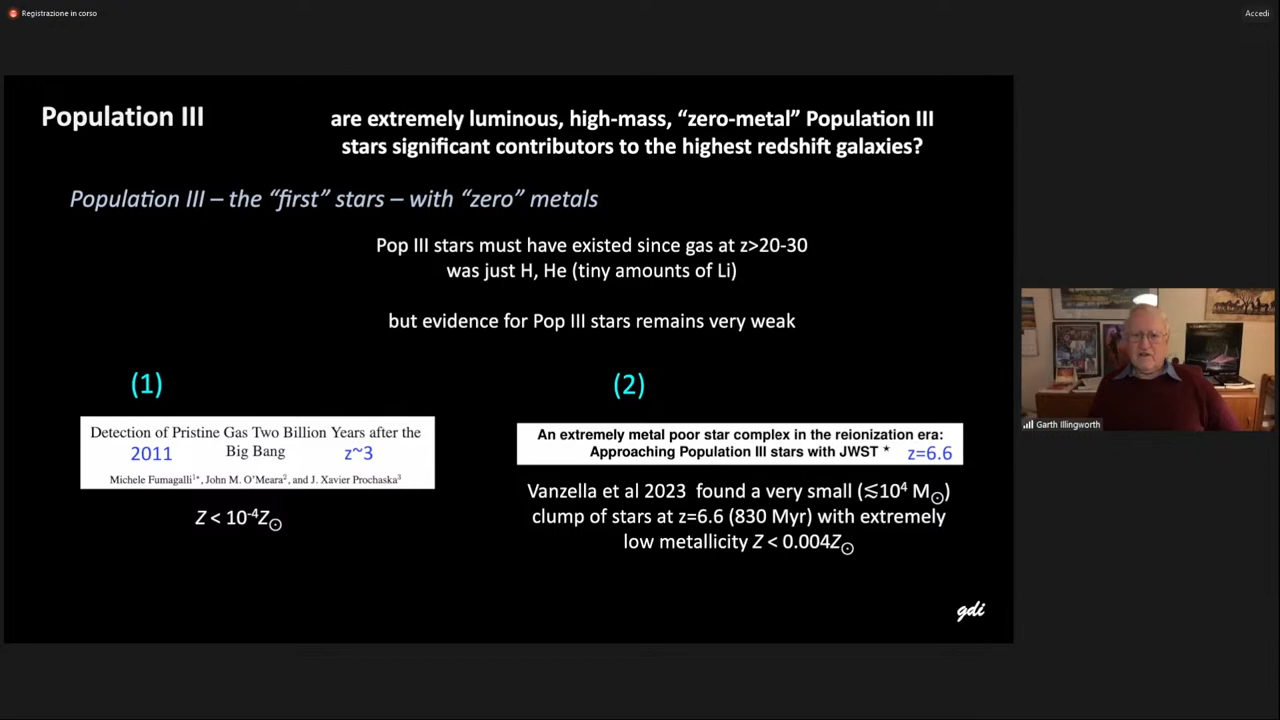 Registrazione in corso
Accedi
Population III
are extremely luminous, high-mass, “zero-metal” Population III
stars significant contributors to the highest redshift galaxies?
Population III – the “first” stars – with “zero” metals
Pop III stars must have existed since gas at z>20-30
was just H, He (tiny amounts of Li)
but evidence for Pop III stars remains very weak
(1)
Detection of Pristine Gas Two Billion Years after the
2011 Big Bang z~3
Michele Fumagalli¹*, John M. O’Meara², and J. Xavier Prochaska³
Z < 10⁻⁴Z☉
(2)
An extremely metal poor star complex in the reionization era:
Approaching Population III stars with JWST ★ z=6.6
Vanzella et al 2023 found a very small (≲10⁴ M☉)
clump of stars at z=6.6 (830 Myr) with extremely
low metallicity Z < 0.004Z☉
gdi
Garth Illingworth